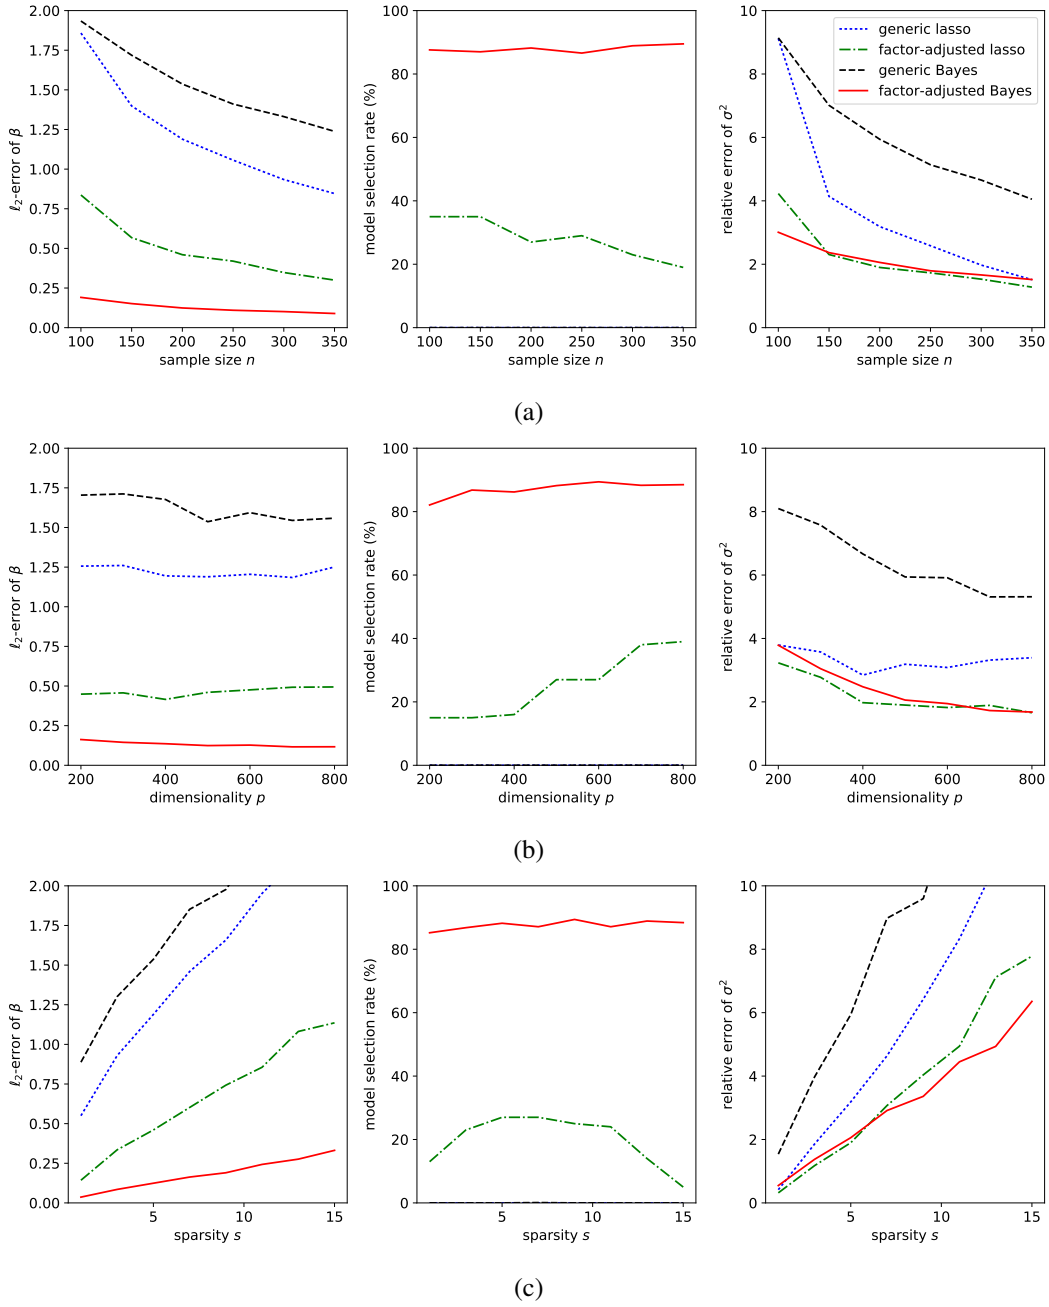 2.00
1.75
1.50
1.25
1.00
0.75
0.50
0.25
0.00
ℓ₂-error of β
100 150 200 250 300 350
sample size n
100
80
60
40
20
0
model selection rate (%)
100 150 200 250 300 350
sample size n
10
8
6
4
2
0
relative error of σ²
generic lasso
factor-adjusted lasso
generic Bayes
factor-adjusted Bayes
100 150 200 250 300 350
sample size n
(a)
2.00
1.75
1.50
1.25
1.00
0.75
0.50
0.25
0.00
ℓ₂-error of β
200 400 600 800
dimensionality p
100
80
60
40
20
0
model selection rate (%)
200 400 600 800
dimensionality p
10
8
6
4
2
0
relative error of σ²
200 400 600 800
dimensionality p
(b)
2.00
1.75
1.50
1.25
1.00
0.75
0.50
0.25
0.00
ℓ₂-error of β
5 10 15
sparsity s
100
80
60
40
20
0
model selection rate (%)
5 10 15
sparsity s
10
8
6
4
2
0
relative error of σ²
5 10 15
sparsity s
(c)